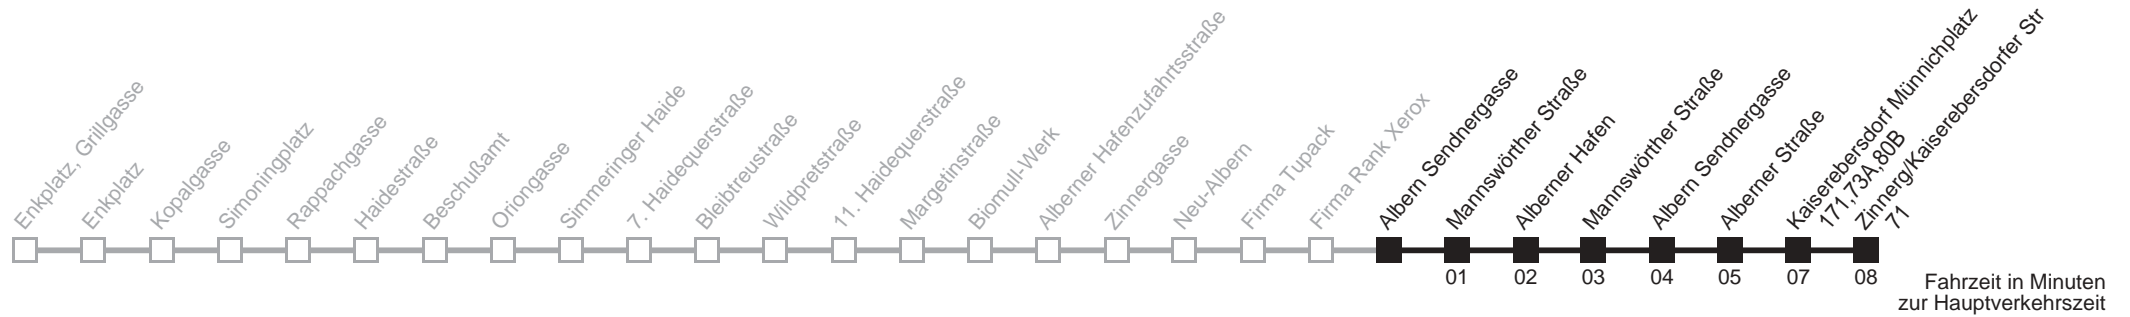 Enkplatz, Grillgasse
Enkplatz
Kopalgasse
Simoningplatz
Rappachgasse
Haidestraße
Beschußamt
Oriongasse
Simmeringer Haide
7. Haidequerstraße
Bleibtreustraße
Wildpretstraße
11. Haidequerstraße
Margetinstraße
Biomull-Werk
Alberner Hafenzufahrtsstraße
Zinnergasse
Neu-Albern
Firma Tupack
Firma Rank Xerox
Albern Sendnergasse
Mannswörther Straße
Alberner Hafen
Mannswörther Straße
Albern Sendnergasse
Alberner Straße
Kaiserebersdorf Münnichplatz
171,73A,80B
Zinnerg/Kaiserebersdorfer Str
71
01 02 03 04 05 07 08
Fahrzeit in Minuten
zur Hauptverkehrszeit